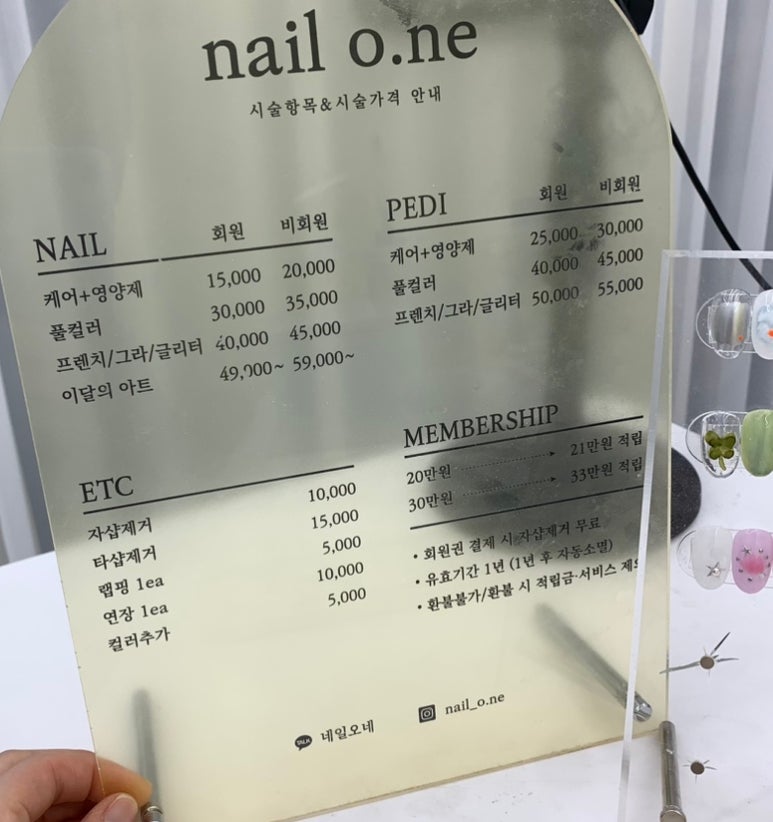 nail o.ne
시술항목&시술가격 안내
NAIL 회원 비회원
케어+영양제 15,000 20,000
풀컬러 30,000 35,000
프렌치/그라/글리터 40,000 45,000
이달의 아트 49,000~ 59,000~
PEDI 회원 비회원
케어+영양제 25,000 30,000
풀컬러 40,000 45,000
프렌치/그라/글리터 50,000 55,000
ETC
자샵제거 10,000
타샵제거 15,000
랩핑 1ea 5,000
연장 1ea 10,000
컬러추가 5,000
MEMBERSHIP
20만원 21만원 적립
30만원 33만원 적립
• 회원권 결제 시 자샵제거 무료
• 유효기간 1년 (1년 후 자동소멸)
• 환불불가/환불 시 적립금·서비스
TALK 네일오네 nail_o.ne